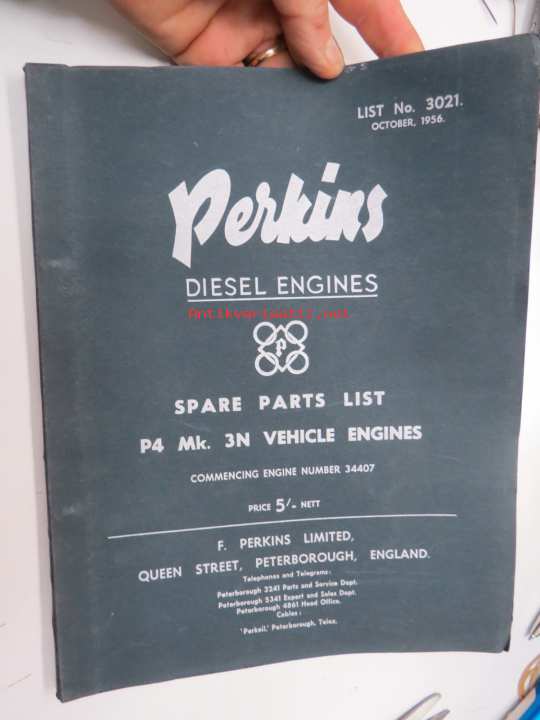 LIST No. 3021.
OCTOBER, 1956.
Perkins
DIESEL ENGINES
Antikvariaatti.net
P
SPARE PARTS LIST
P4 Mk. 3N VEHICLE ENGINES
COMMENCING ENGINE NUMBER 34407
PRICE 5/- NETT
F. PERKINS LIMITED,
QUEEN STREET, PETERBOROUGH, ENGLAND.
Telephones and Telegrams:
Peterborough 3241 Parts and Service Dept.
Peterborough 5341 Export and Sales Dept.
Peterborough 4861 Head Office.
Cables:
'Perkoil,' Peterborough, Telex.